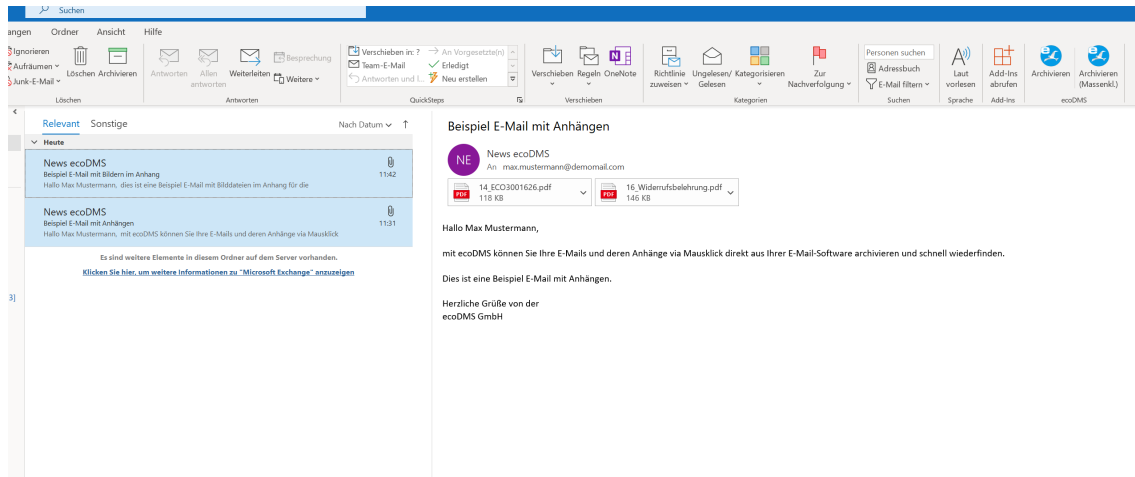 Suchen
angen Ordner Ansicht Hilfe
Ignorieren
Aufräumen
Junk-E-Mail
Löschen Archivieren
Löschen
Antworten Allen antworten Weiterleiten
Besprechung
Weitere
Antworten
Verschieben in: ? An Vorgesetzte(n)
Team-E-Mail Erledigt
Antworten und l... Neu erstellen
QuickSteps
Verschieben Regeln OneNote
Verschieben
Richtlinie zuweisen Ungelesen/ Gelesen Kategorisieren Zur Nachverfolgung
Kategorien
Personen suchen
Adressbuch
E-Mail filtern
Suchen
Laut vorlesen
Sprache
Add-Ins abrufen
Add-Ins
Archivieren Archivieren (Massenkl.)
ecoDMS
Relevant Sonstige Nach Datum
Heute
News ecoDMS
Beispiel E-Mail mit Bildern im Anhang 11:42
Hallo Max Mustermann, dies ist eine Beispiel E-Mail mit Bilddateien im Anhang für die
News ecoDMS
Beispiel E-Mail mit Anhängen 11:31
Hallo Max Mustermann, mit ecoDMS können Sie Ihre E-Mails und deren Anhänge via Mausklick
Es sind weitere Elemente in diesem Ordner auf dem Server vorhanden.
Klicken Sie hier, um weitere Informationen zu "Microsoft Exchange" anzuzeigen
3]
Beispiel E-Mail mit Anhängen
NE
News ecoDMS
An max.mustermann@demomail.com
PDF
14_ECO3001626.pdf
118 KB
PDF
16_Widerrufsbelehrung.pdf
146 KB
Hallo Max Mustermann,
mit ecoDMS können Sie Ihre E-Mails und deren Anhänge via Mausklick direkt aus Ihrer E-Mail-Software archivieren und schnell wiederfinden.
Dies ist eine Beispiel E-Mail mit Anhängen.
Herzliche Grüße von der
ecoDMS GmbH